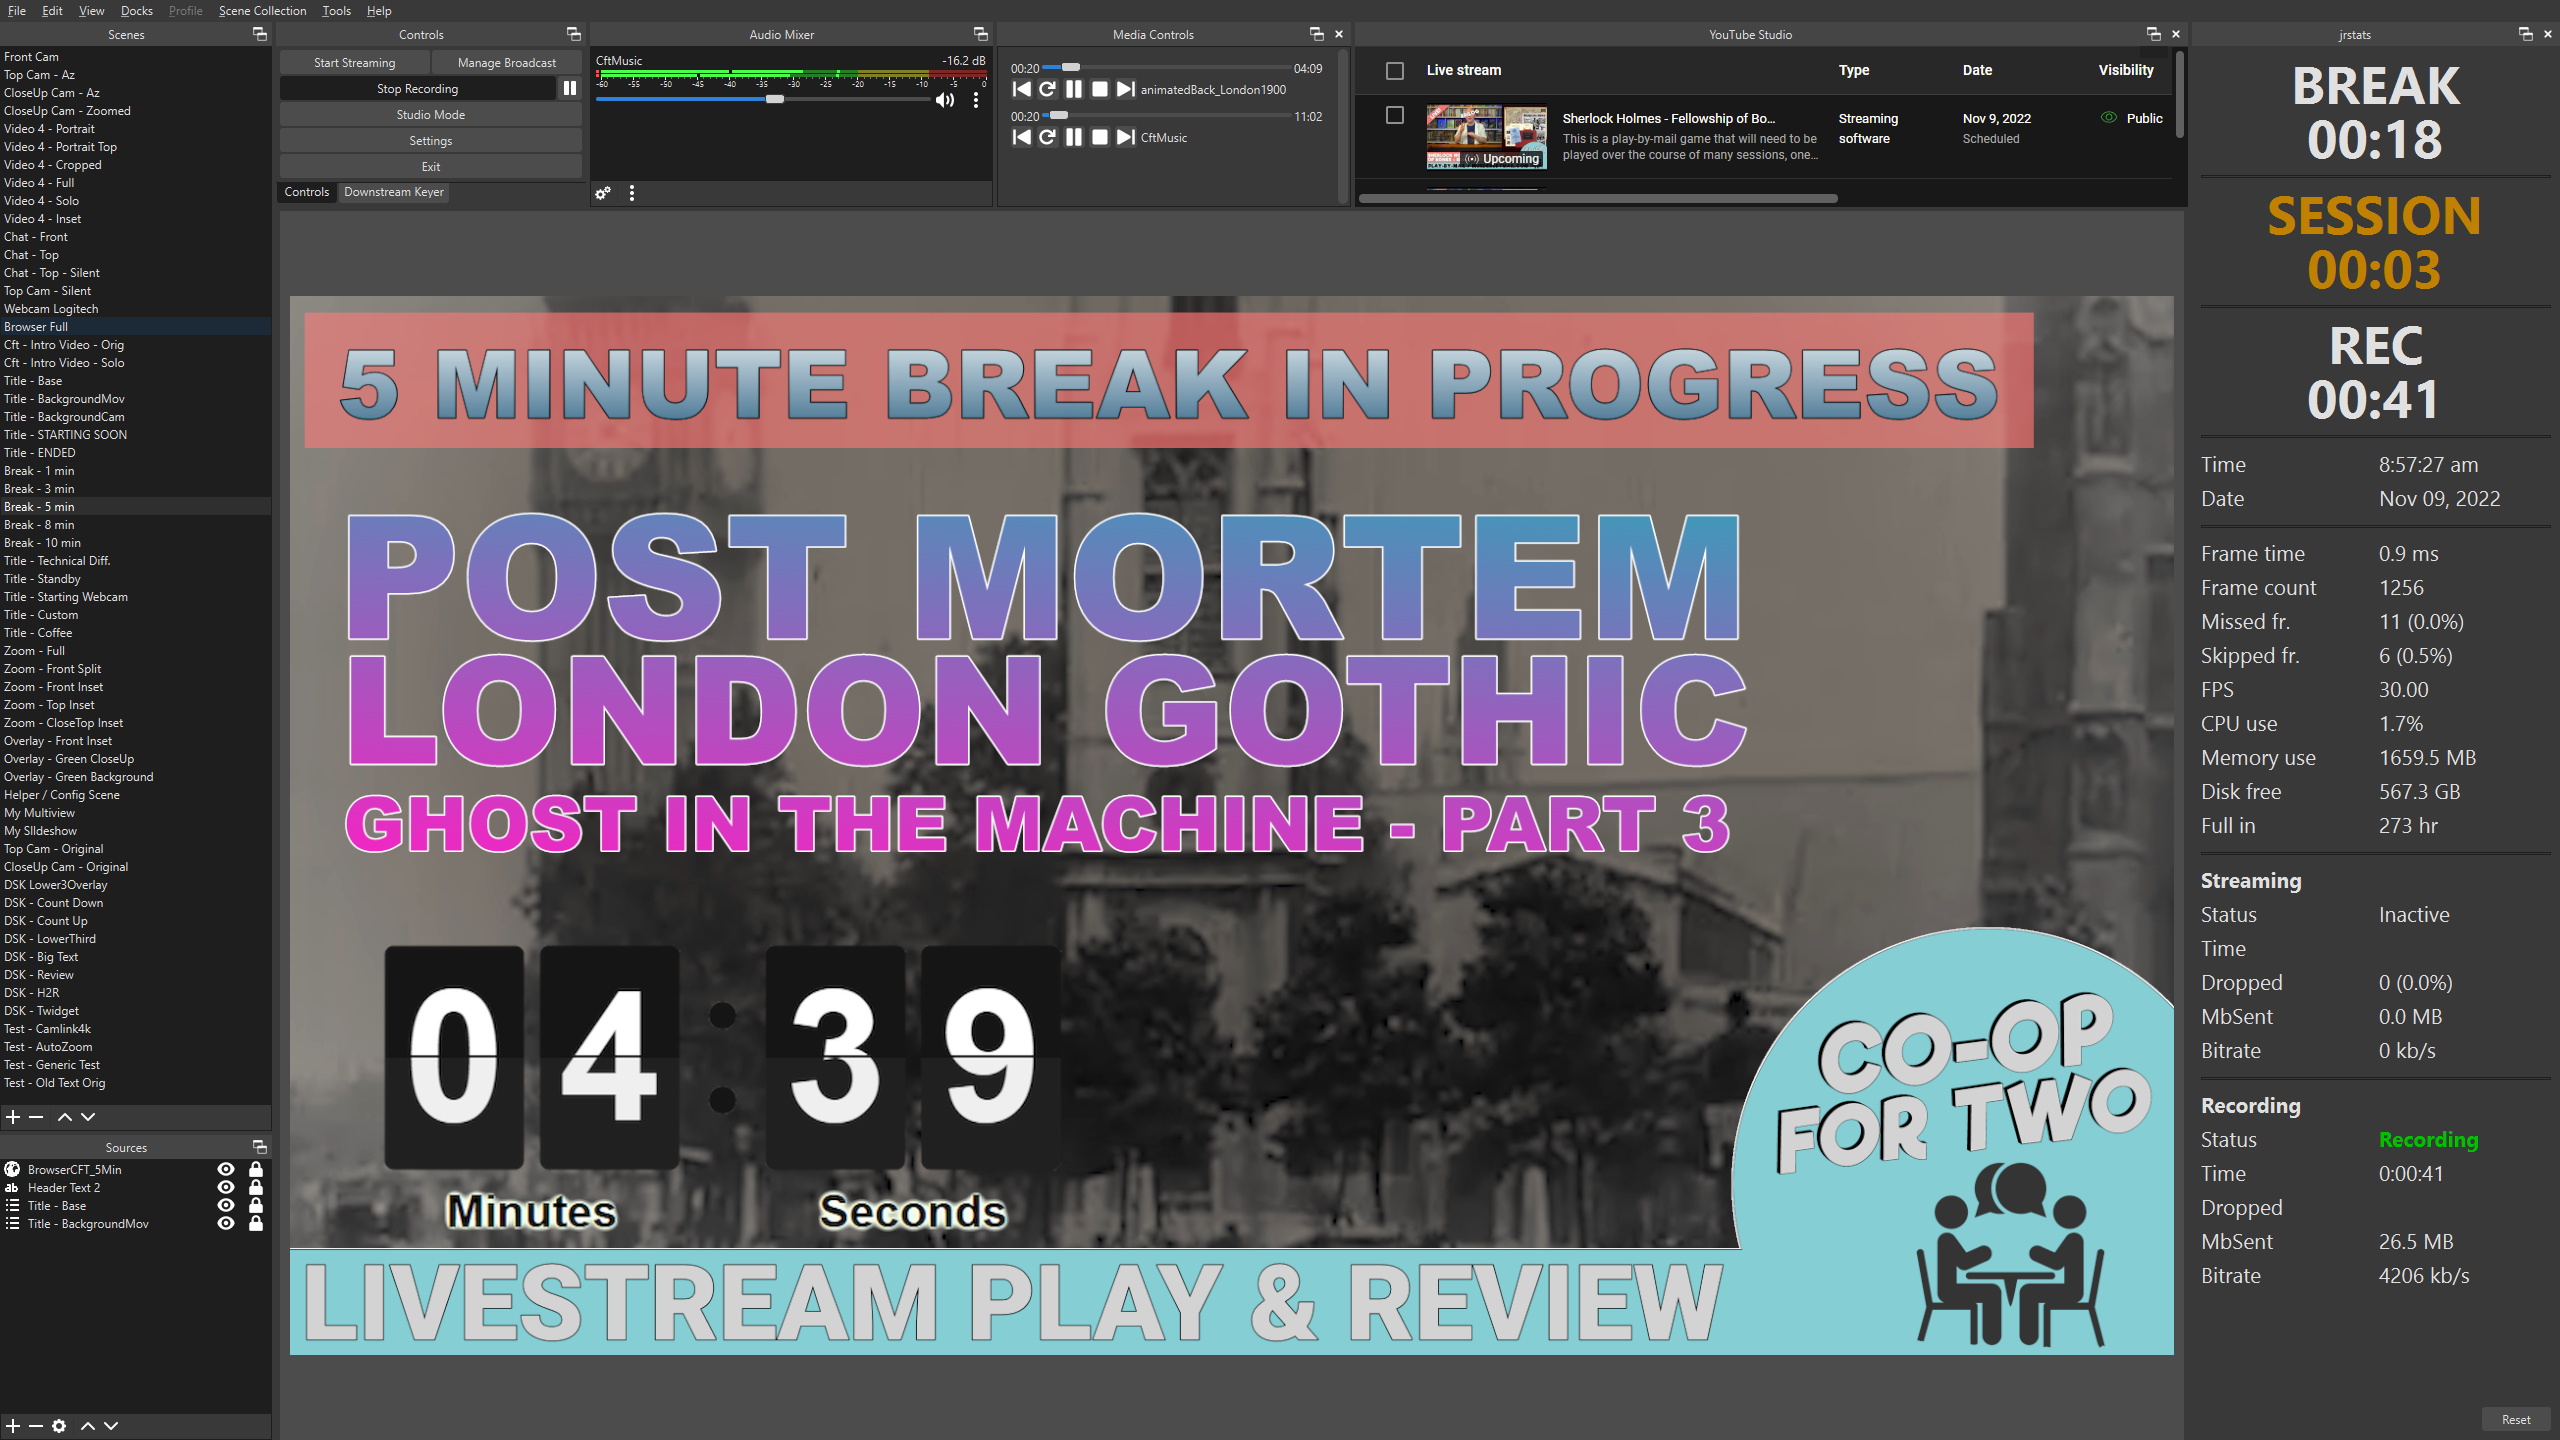 File Edit View Docks Profile Scene Collection Tools Help
Scenes
Front Cam
Top Cam - Az
CloseUp Cam - Az
CloseUp Cam - Zoomed
Video 4 - Portrait
Video 4 - Portrait Top
Video 4 - Cropped
Video 4 - Full
Video 4 - Solo
Video 4 - Inset
Chat - Front
Chat - Top
Chat - Top - Silent
Top Cam - Silent
Webcam Logitech
Browser Full
Cft - Intro Video - Orig
Cft - Intro Video - Solo
Title - Base
Title - BackgroundMov
Title - BackgroundCam
Title - STARTING SOON
Title - ENDED
Break - 1 min
Break - 3 min
Break - 5 min
Break - 8 min
Break - 10 min
Title - Technical Diff.
Title - Standby
Title - Starting Webcam
Title - Custom
Title - Coffee
Zoom - Full
Zoom - Front Split
Zoom - Front Inset
Zoom - Top Inset
Zoom - CloseTop Inset
Overlay - Front Inset
Overlay - Green CloseUp
Overlay - Green Background
Helper / Config Scene
My Multiview
My SlIdeshow
Top Cam - Original
CloseUp Cam - Original
DSK Lower3Overlay
DSK - Count Down
DSK - Count Up
DSK - LowerThird
DSK - Big Text
DSK - Review
DSK - H2R
DSK - Twidget
Test - Camlink4k
Test - AutoZoom
Test - Generic Test
Test - Old Text Orig
Sources
BrowserCFT_5Min
Header Text 2
Title - Base
Title - BackgroundMov
Controls
Start Streaming Manage Broadcast
Stop Recording
Studio Mode
Settings
Exit
Controls Downstream Keyer
Audio Mixer
CftMusic -16.2 dB
-60 -55 -50 -45 -40 -35 -30 -25 -20 -15 -10 -5 0
Media Controls
00:20 04:09
animatedBack_London1900
00:20 11:02
CftMusic
YouTube Studio
Live stream Type Date Visibility
Sherlock Holmes - Fellowship of Bo... Streaming Nov 9, 2022 Public
This is a play-by-mail game that will need to be software Scheduled
played over the course of many sessions, one...
Upcoming
5 MINUTE BREAK IN PROGRESS
POST MORTEM
LONDON GOTHIC
GHOST IN THE MACHINE - PART 3
04 : 39
Minutes Seconds
CO-OP
FOR TWO
LIVESTREAM PLAY & REVIEW
jrstats
BREAK
00:18
SESSION
00:03
REC
00:41
Time 8:57:27 am
Date Nov 09, 2022
Frame time 0.9 ms
Frame count 1256
Missed fr. 11 (0.0%)
Skipped fr. 6 (0.5%)
FPS 30.00
CPU use 1.7%
Memory use 1659.5 MB
Disk free 567.3 GB
Full in 273 hr
Streaming
Status Inactive
Time
Dropped 0 (0.0%)
MbSent 0.0 MB
Bitrate 0 kb/s
Recording
Status Recording
Time 0:00:41
Dropped
MbSent 26.5 MB
Bitrate 4206 kb/s
Reset